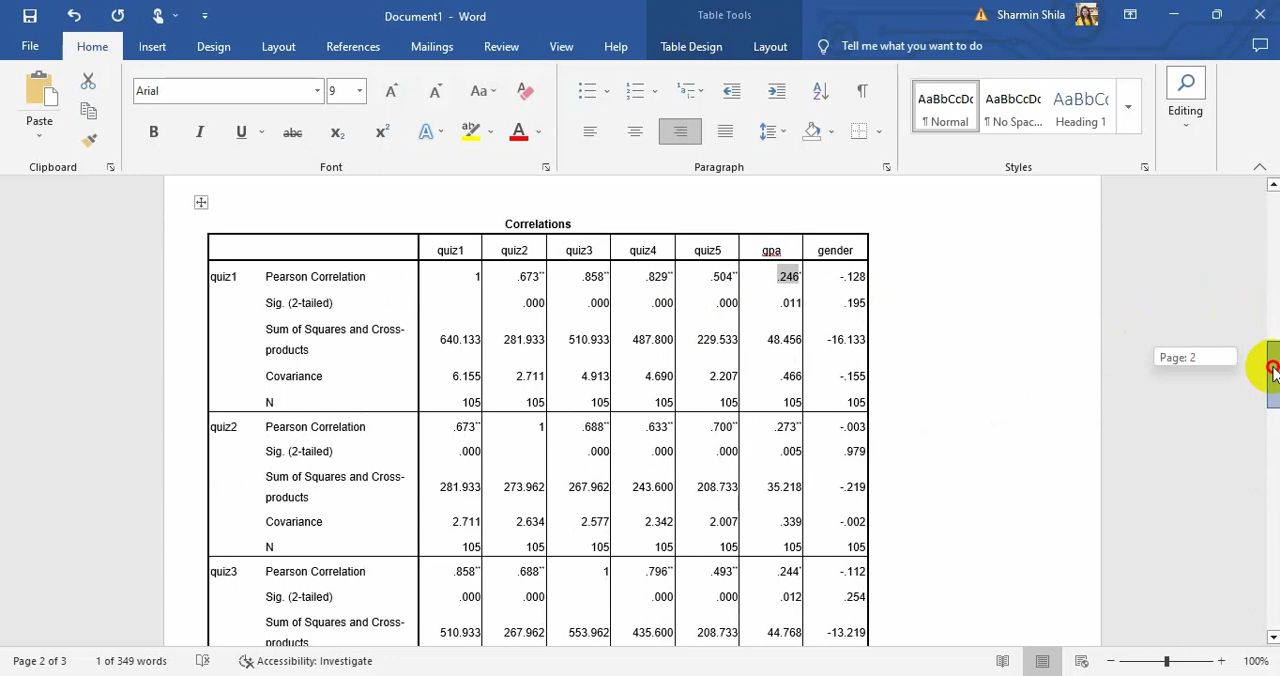 Document1 - Word
Table Tools
Sharmin Shila
File Home Insert Design Layout References Mailings Review View Help Table Design Layout Tell me what you want to do
Paste
Arial 9
Aa
B I U abc x₂ x² A A
AaBbCcDc AaBbCcDc AaBbCc
¶ Normal ¶ No Spac... Heading 1
Editing
Clipboard Font Paragraph Styles
Correlations
quiz1 quiz2 quiz3 quiz4 quiz5 gpa gender
quiz1 Pearson Correlation 1 .673** .858** .829** .504** .246* -.128
Sig. (2-tailed) .000 .000 .000 .000 .011 .195
Sum of Squares and Cross-
products 640.133 281.933 510.933 487.800 229.533 48.456 -16.133
Covariance 6.155 2.711 4.913 4.690 2.207 .466 -.155
N 105 105 105 105 105 105 105
quiz2 Pearson Correlation .673** 1 .688** .633** .700** .273** -.003
Sig. (2-tailed) .000 .000 .000 .000 .005 .979
Sum of Squares and Cross-
products 281.933 273.962 267.962 243.600 208.733 35.218 -.219
Covariance 2.711 2.634 2.577 2.342 2.007 .339 -.002
N 105 105 105 105 105 105 105
quiz3 Pearson Correlation .858** .688** 1 .796** .493** .244* -.112
Sig. (2-tailed) .000 .000 .000 .000 .012 .254
Sum of Squares and Cross-
products 510.933 267.962 553.962 435.600 208.733 44.768 -13.219
Page: 2
Page 2 of 3 1 of 349 words Accessibility: Investigate 100%